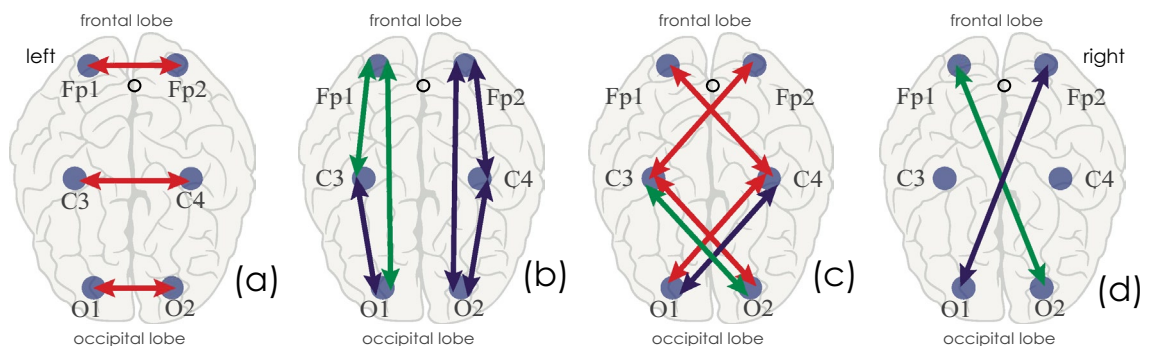 frontal lobe frontal lobe frontal lobe frontal lobe
left right
Fp1 Fp2 Fp1 Fp2 Fp1 Fp2 Fp1 Fp2
C3 C4 C3 C4 C3 C4 C3 C4
(a) (b) (c) (d)
O1 O2 O1 O2 O1 O2 O1 O2
occipital lobe occipital lobe occipital lobe occipital lobe